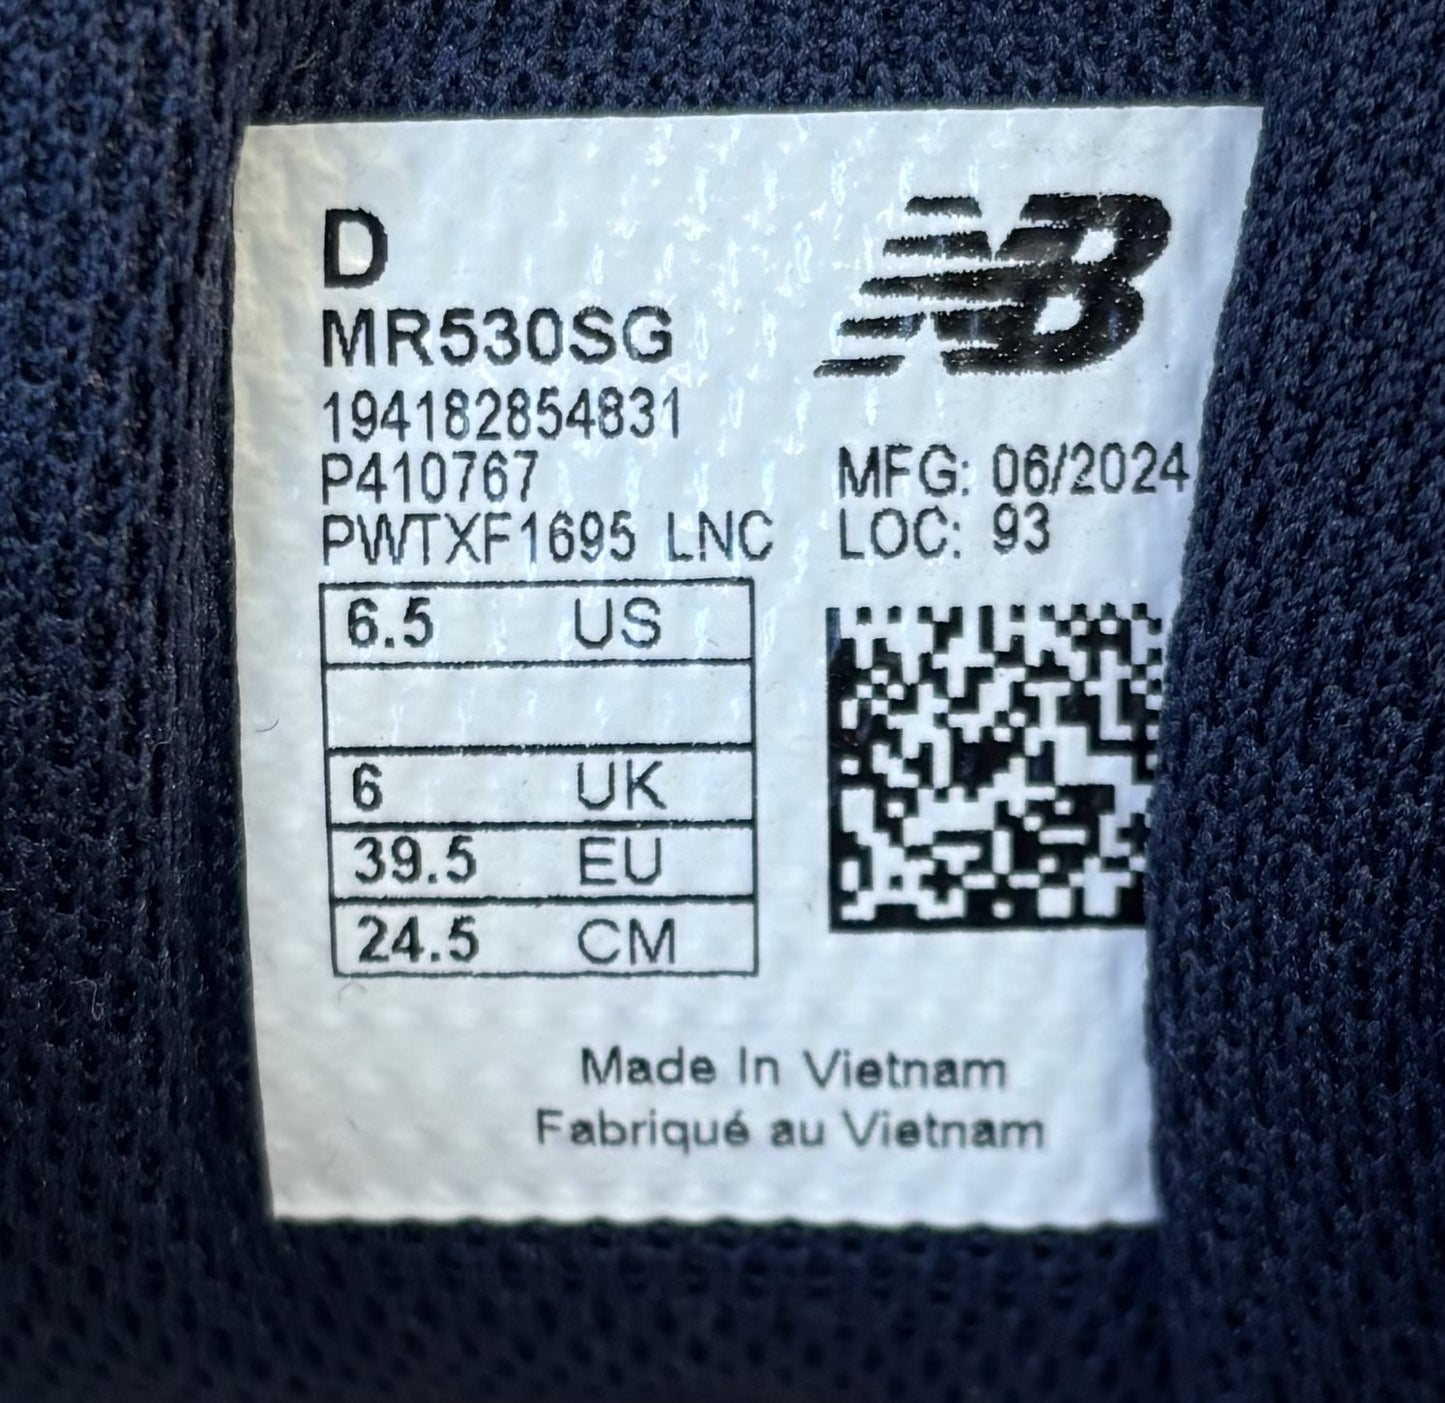 D
NB
MR530SG
194182854831
P410767
MFG: 06/2024
PWTXF1695 LNC
LOC: 93
6.5 US
6 UK
39.5 EU
24.5 CM
Made In Vietnam
Fabriqué au Vietnam